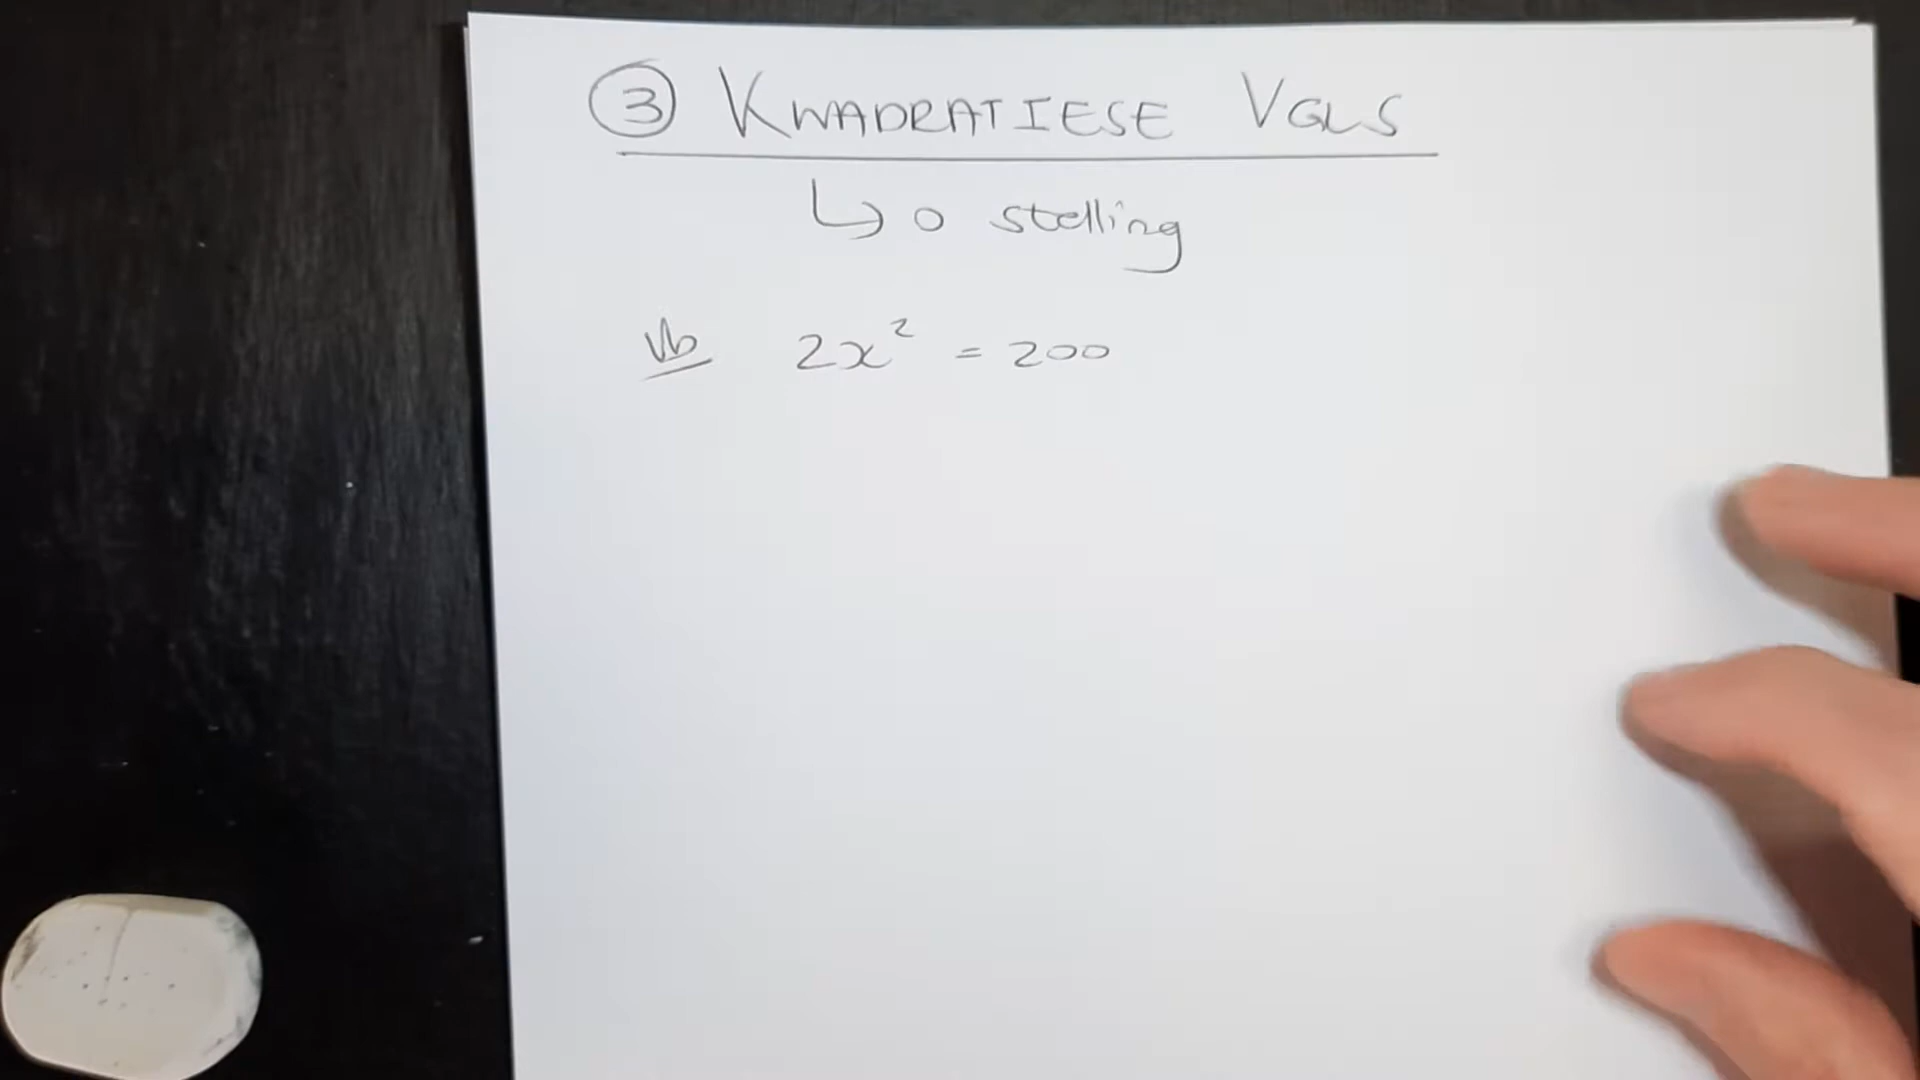 ③ KWADRATIESE VGLS
↳ 0 stelling
Vb 2x² = 200